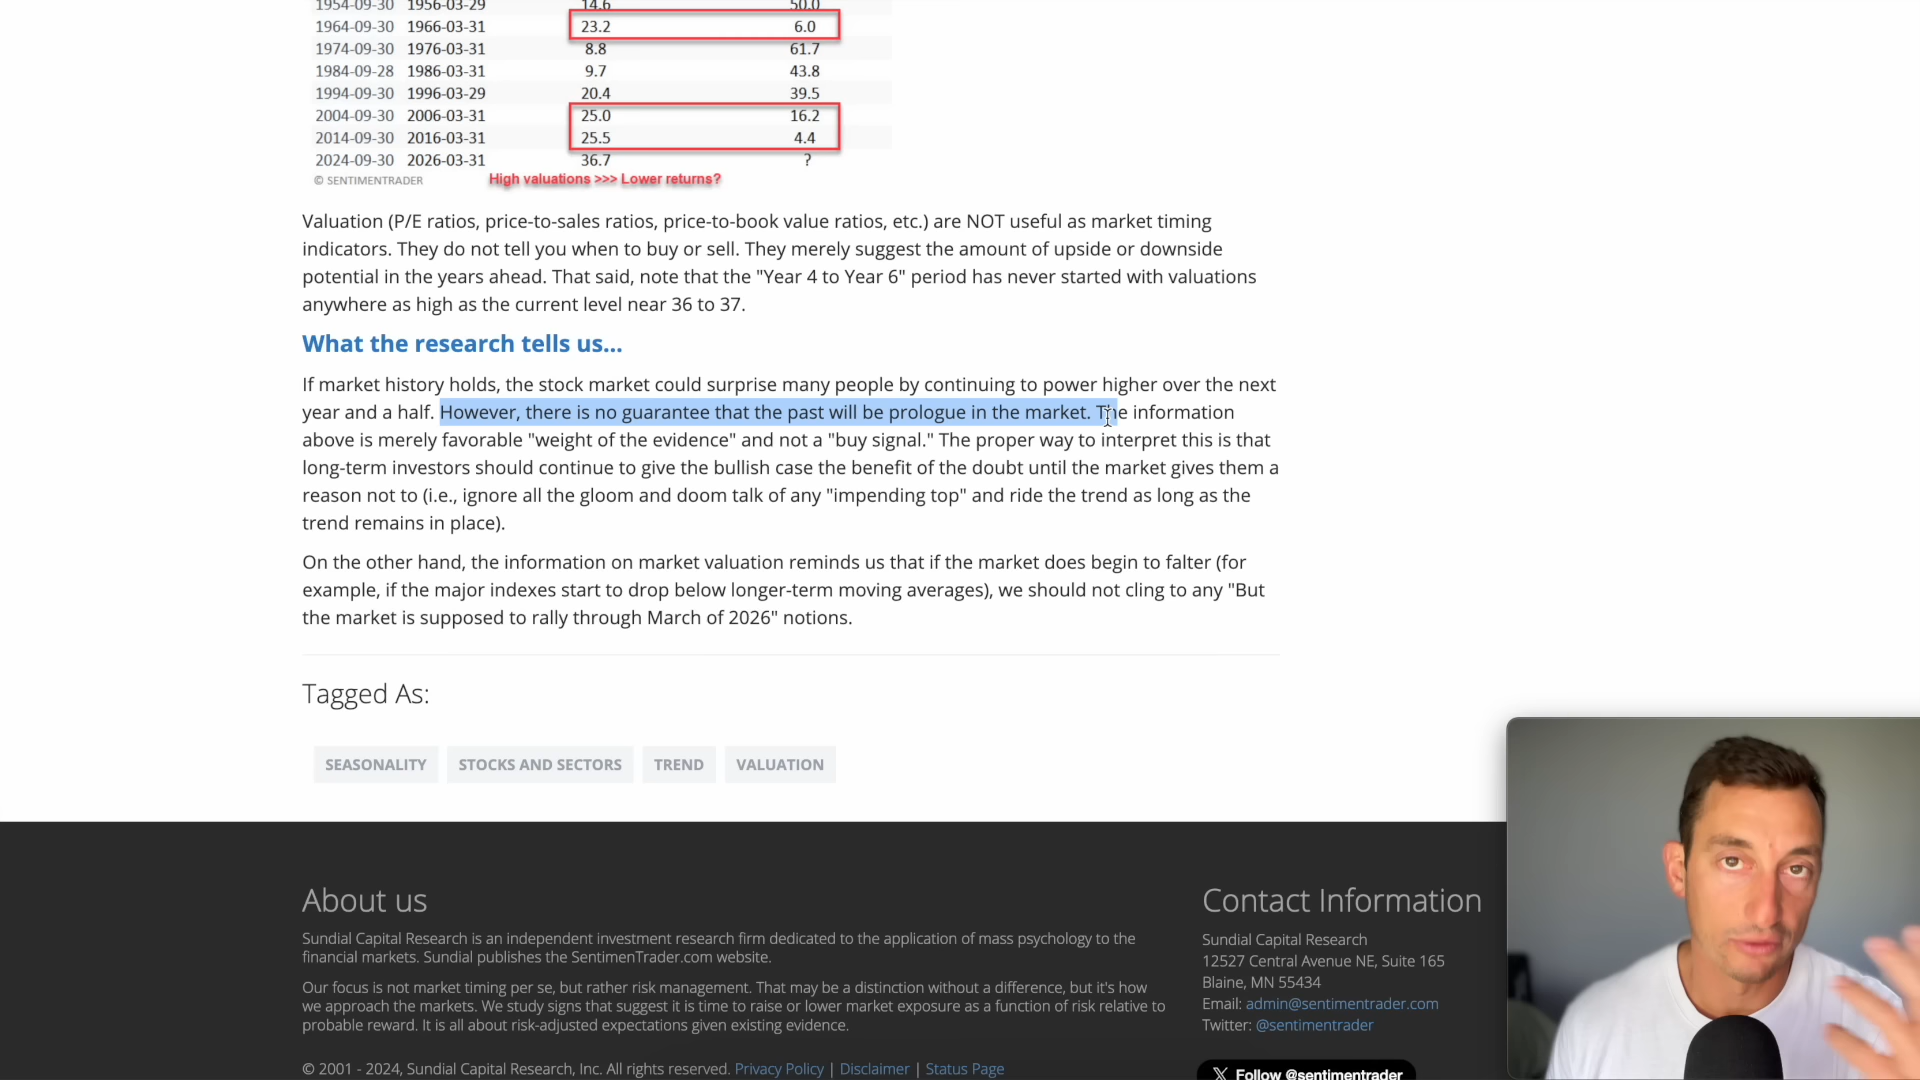 1954-09-30 1956-03-29 14.6 50.0
1964-09-30 1966-03-31 23.2 6.0
1974-09-30 1976-03-31 8.8 61.7
1984-09-28 1986-03-31 9.7 43.8
1994-09-30 1996-03-29 20.4 39.5
2004-09-30 2006-03-31 25.0 16.2
2014-09-30 2016-03-31 25.5 4.4
2024-09-30 2026-03-31 36.7 ?
© SENTIMENTRADER High valuations >>> Lower returns?
Valuation (P/E ratios, price-to-sales ratios, price-to-book value ratios, etc.) are NOT useful as market timing
indicators. They do not tell you when to buy or sell. They merely suggest the amount of upside or downside
potential in the years ahead. That said, note that the "Year 4 to Year 6" period has never started with valuations
anywhere as high as the current level near 36 to 37.
What the research tells us...
If market history holds, the stock market could surprise many people by continuing to power higher over the next
year and a half. However, there is no guarantee that the past will be prologue in the market. The information
above is merely favorable "weight of the evidence" and not a "buy signal." The proper way to interpret this is that
long-term investors should continue to give the bullish case the benefit of the doubt until the market gives them a
reason not to (i.e., ignore all the gloom and doom talk of any "impending top" and ride the trend as long as the
trend remains in place).
On the other hand, the information on market valuation reminds us that if the market does begin to falter (for
example, if the major indexes start to drop below longer-term moving averages), we should not cling to any "But
the market is supposed to rally through March of 2026" notions.
Tagged As:
SEASONALITY STOCKS AND SECTORS TREND VALUATION
About us
Sundial Capital Research is an independent investment research firm dedicated to the application of mass psychology to the
financial markets. Sundial publishes the SentimenTrader.com website.
Our focus is not market timing per se, but rather risk management. That may be a distinction without a difference, but it's how
we approach the markets. We study signs that suggest it is time to raise or lower market exposure as a function of risk relative to
probable reward. It is all about risk-adjusted expectations given existing evidence.
© 2001 - 2024, Sundial Capital Research, Inc. All rights reserved. Privacy Policy | Disclaimer | Status Page
Contact Information
Sundial Capital Research
12527 Central Avenue NE, Suite 165
Blaine, MN 55434
Email: admin@sentimentrader.com
Twitter: @sentimentrader
X Follow @sentimentrader